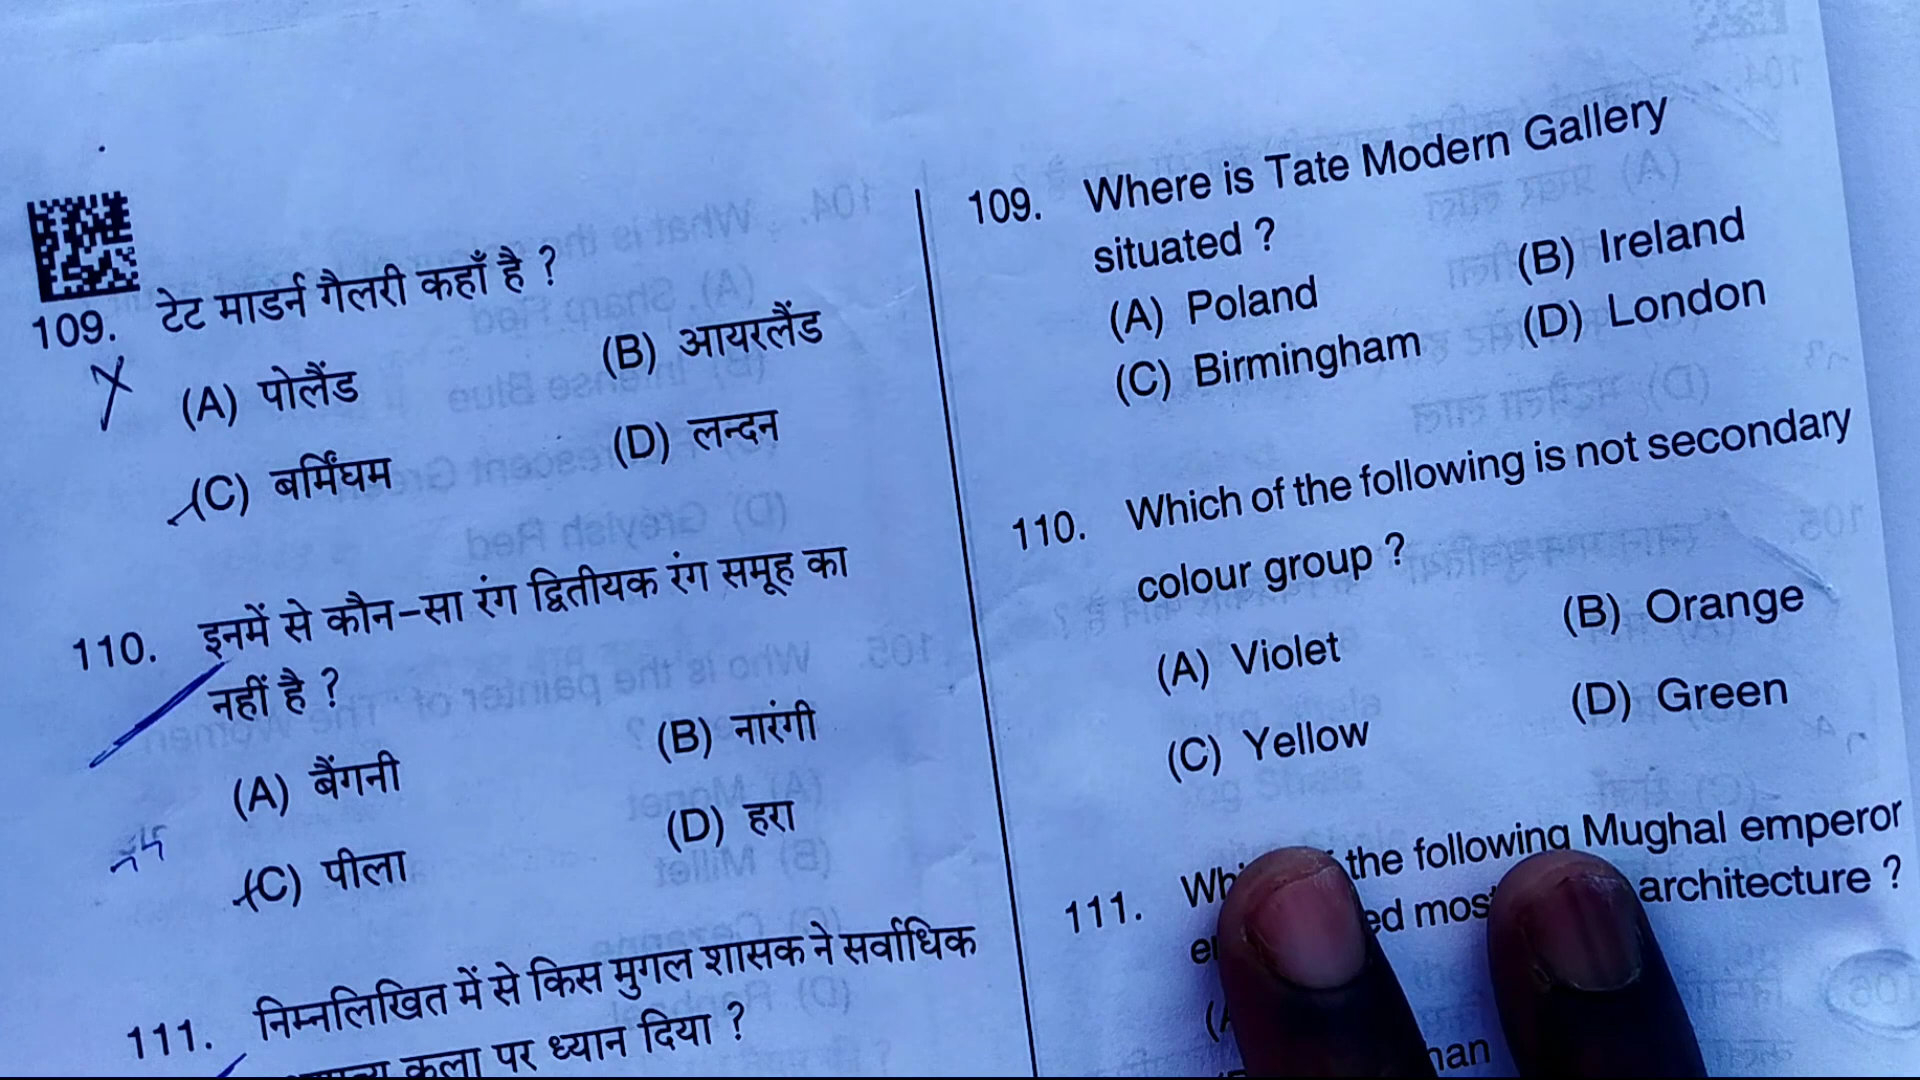 109. टेट माडर्न गैलरी कहाँ है ?
(A) पोलैंड (B) आयरलैंड
(C) बर्मिंघम (D) लन्दन
110. इनमें से कौन-सा रंग द्वितीयक रंग समूह का
नहीं है ?
(A) बैंगनी (B) नारंगी
(C) पीला (D) हरा
111. निम्नलिखित में से किस मुगल शासक ने सर्वाधिक
कला पर ध्यान दिया ?
109. Where is Tate Modern Gallery
situated ?
(A) Poland (B) Ireland
(C) Birmingham (D) London
110. Which of the following is not secondary
colour group ?
(A) Violet (B) Orange
(C) Yellow (D) Green
111. the following Mughal emperor
architecture ?